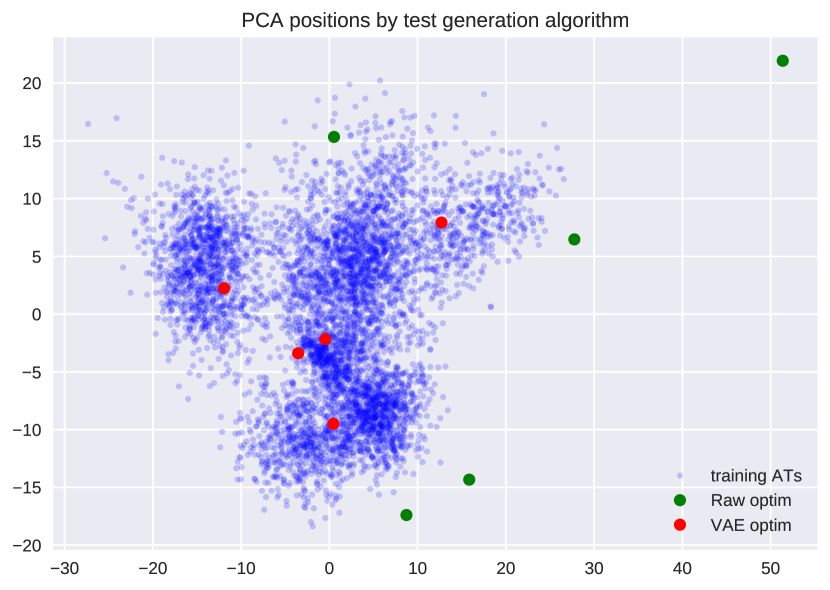 PCA positions by test generation algorithm
20
15
10
5
0
−5
−10
−15
−20
−30 −20 −10 0 10 20 30 40 50
training ATs
Raw optim
VAE optim